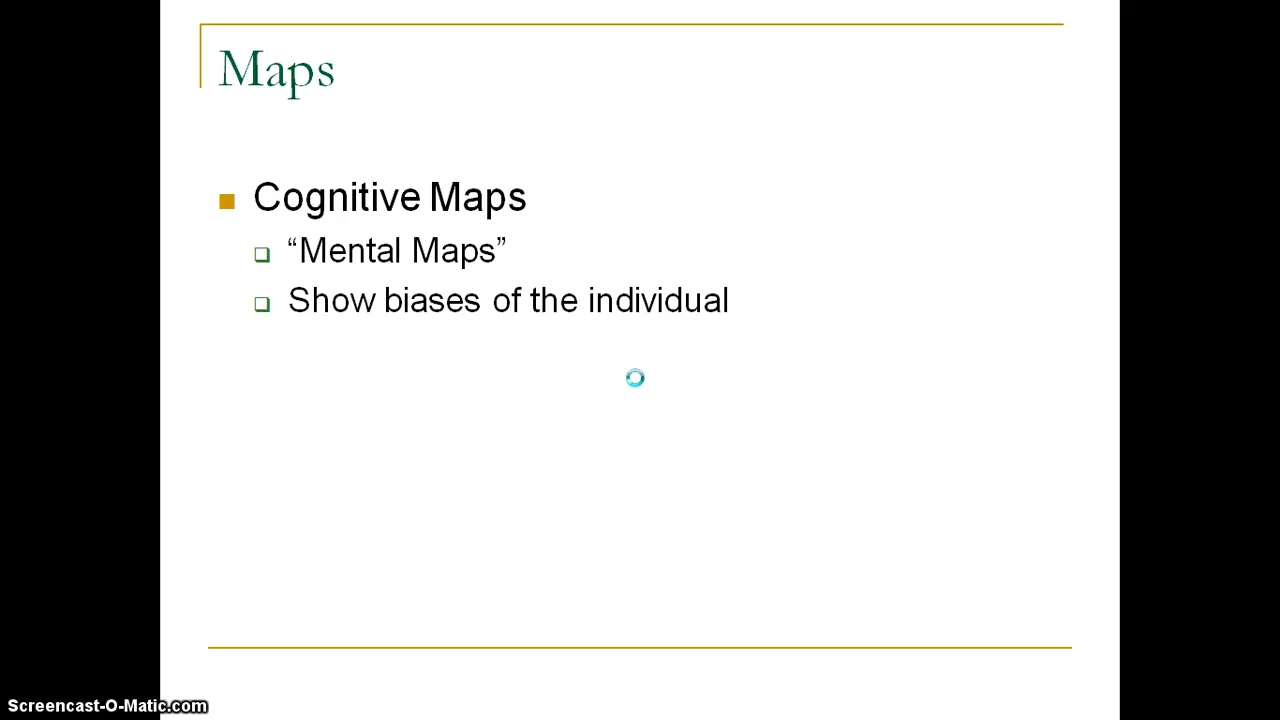 Maps
Cognitive Maps
“Mental Maps”
Show biases of the individual
Screencast-O-Matic.com